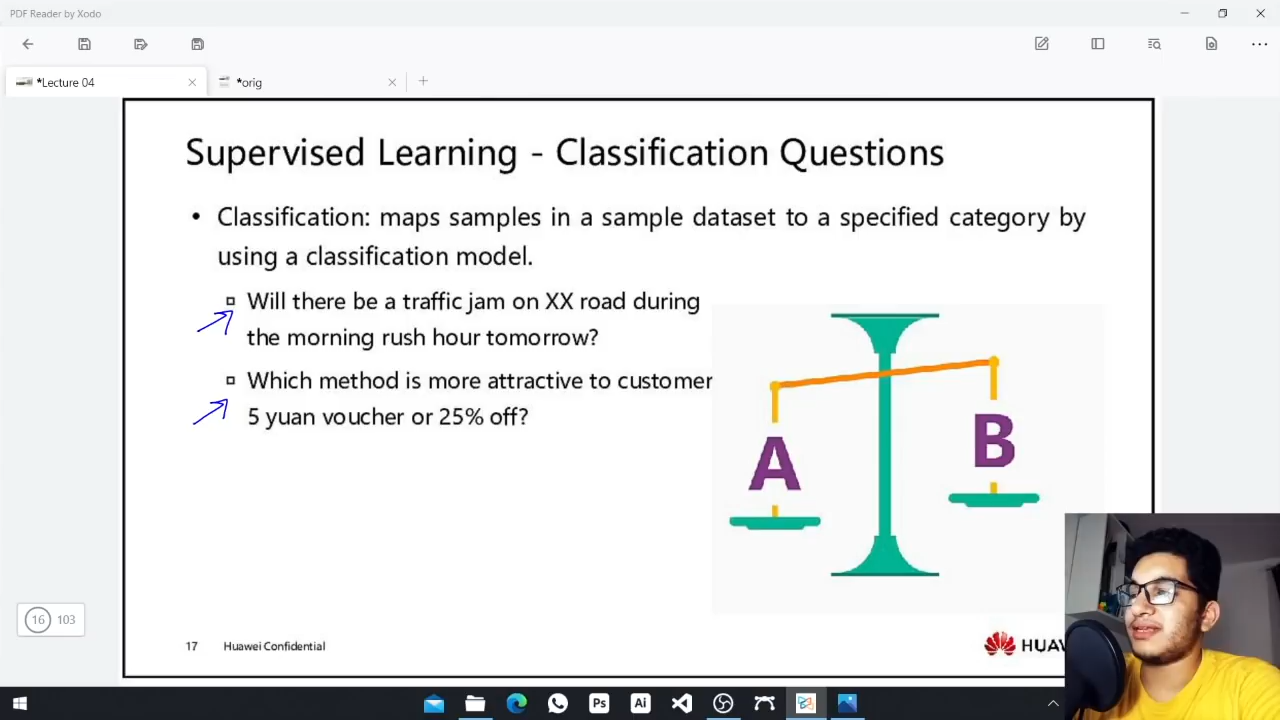 PDF Reader by Xodo
*Lecture 04
*orig
Supervised Learning - Classification Questions
• Classification: maps samples in a sample dataset to a specified category by
using a classification model.
Will there be a traffic jam on XX road during
the morning rush hour tomorrow?
Which method is more attractive to customer
5 yuan voucher or 25% off?
A
B
16 103
17 Huawei Confidential
Ps Ai